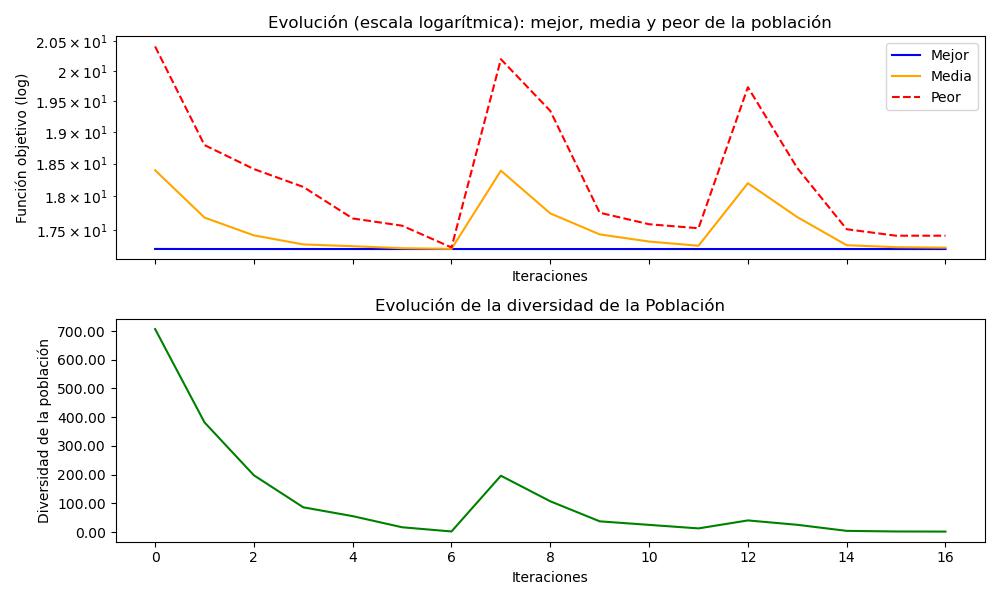 Evolución (escala logarítmica): mejor, media y peor de la población
Función objetivo (log)
2.05 × 10¹
2 × 10¹
1.95 × 10¹
1.9 × 10¹
1.85 × 10¹
1.8 × 10¹
1.75 × 10¹
Mejor
Media
Peor
Iteraciones
Evolución de la diversidad de la Población
Diversidad de la población
700.00
600.00
500.00
400.00
300.00
200.00
100.00
0.00
0 2 4 6 8 10 12 14 16
Iteraciones